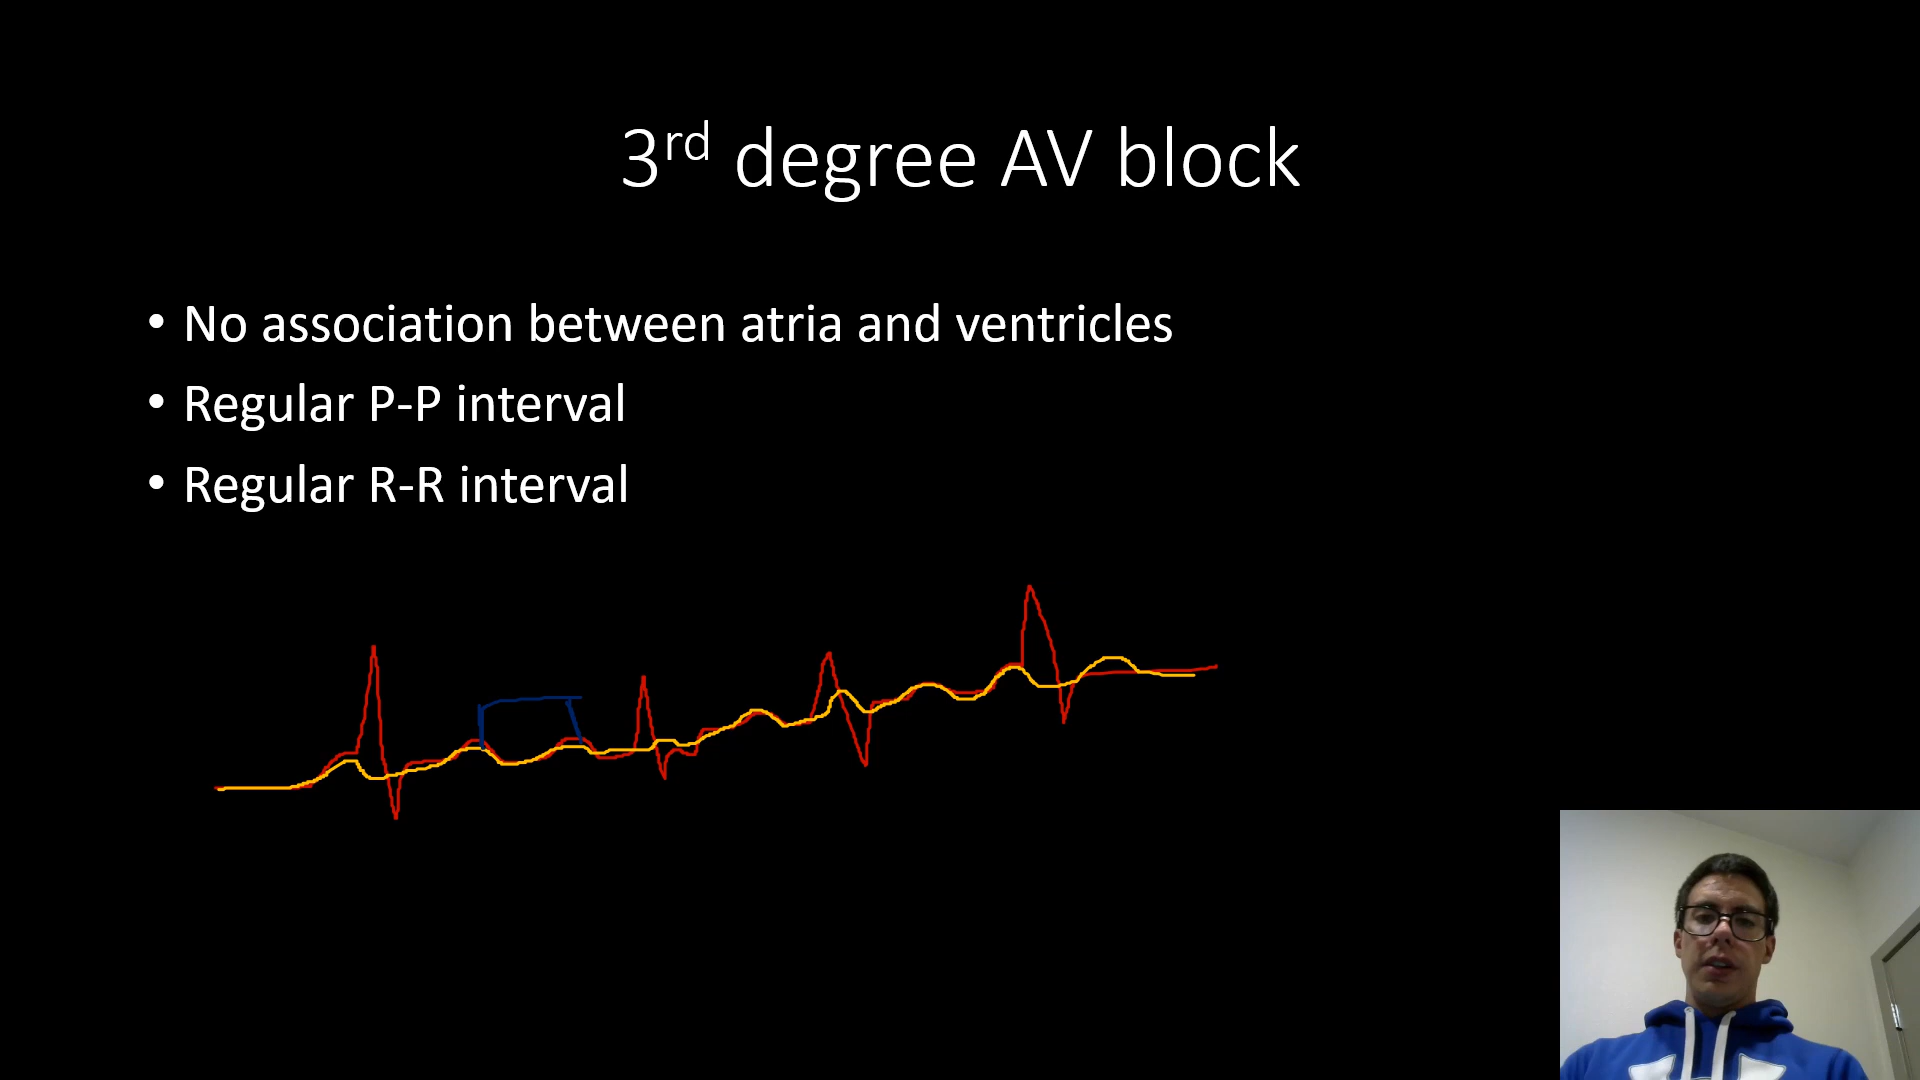 3rd degree AV block
• No association between atria and ventricles
• Regular P-P interval
• Regular R-R interval